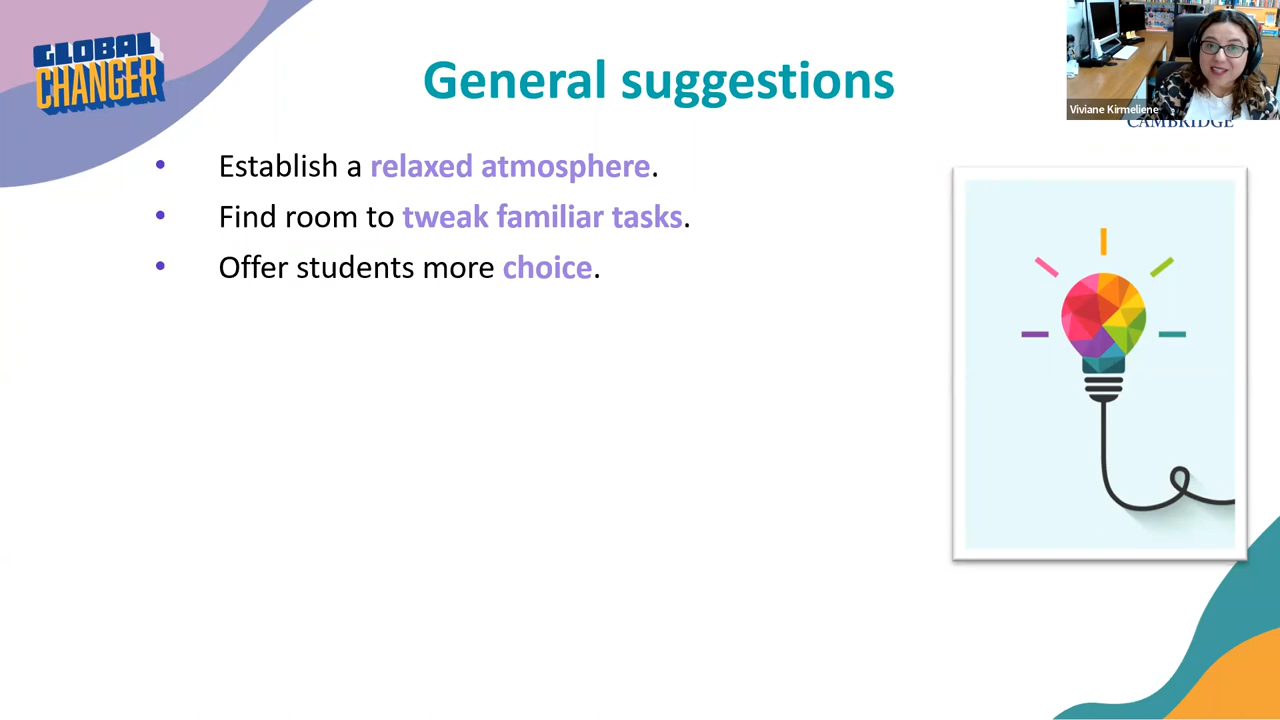 GLOBAL
CHANGER
General suggestions
Viviane Kirmeliene
CAMBRIDGE
• Establish a relaxed atmosphere.
• Find room to tweak familiar tasks.
• Offer students more choice.